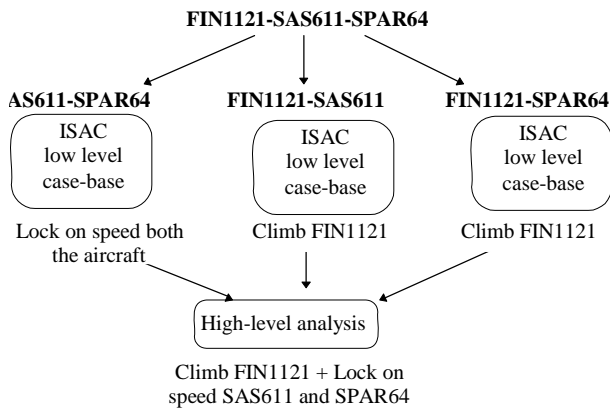 FIN1121-SAS611-SPAR64
AS611-SPAR64
FIN1121-SAS611
FIN1121-SPAR64
ISAC
low level
case-base
ISAC
low level
case-base
ISAC
low level
case-base
Lock on speed both
the aircraft
Climb FIN1121
Climb FIN1121
High-level analysis
Climb FIN1121 + Lock on
speed SAS611 and SPAR64